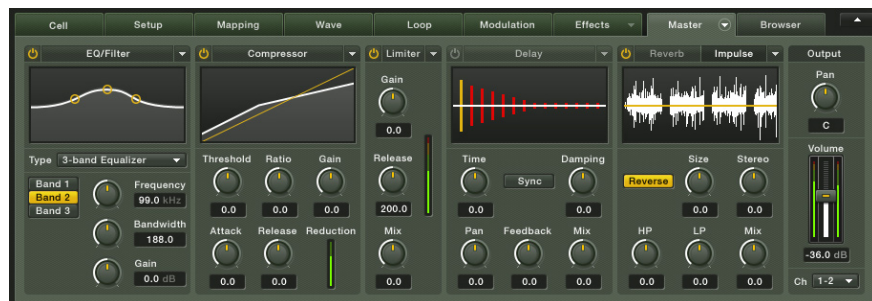 Cell Setup Mapping Wave Loop Modulation Effects Master Browser
EQ/Filter Compressor Limiter Delay Reverb Impulse Output
Gain
0.0
Pan
C
Type 3-band Equalizer
Band 1
Band 2
Band 3
Frequency
99.0 kHz
Bandwidth
188.0
Gain
0.0 dB
Threshold Ratio Gain
0.0 0.0 0.0
Attack Release Reduction
0.0 0.0
Release
200.0
Mix
0.0
Time Sync Damping
0.0 0.0
Pan Feedback Mix
0.0 0.0 0.0
Reverse Size Stereo
0.0 0.0
HP LP Mix
0.0 0.0 0.0
Volume
-36.0 dB
Ch 1-2